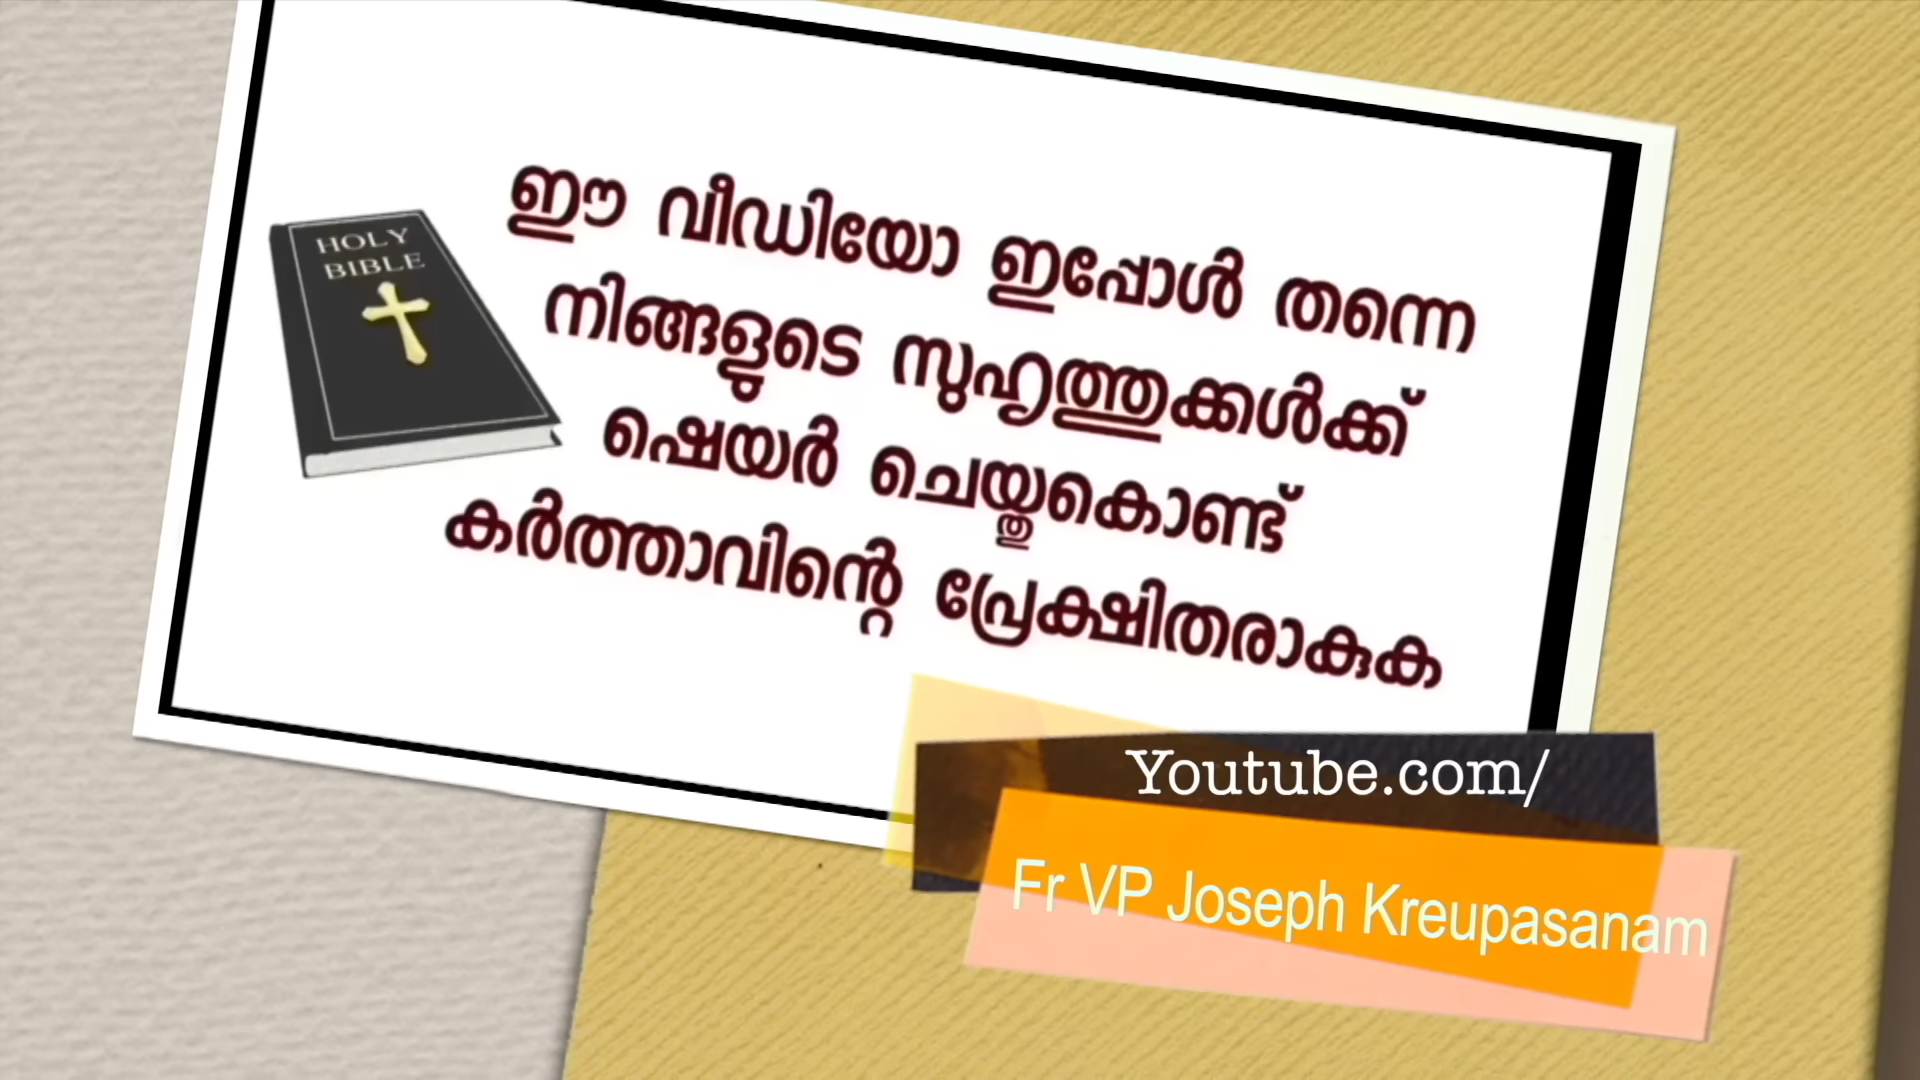 HOLY
BIBLE
ഈ വീഡിയോ ഇപ്പോൾ തന്നെ
നിങ്ങളുടെ സുഹൃത്തുക്കൾക്ക്
ഷെയർ ചെയ്തുകൊണ്ട്
കർത്താവിന്റെ പ്രേക്ഷിതരാകുക
Youtube.com/
Fr VP Joseph Kreupasanam